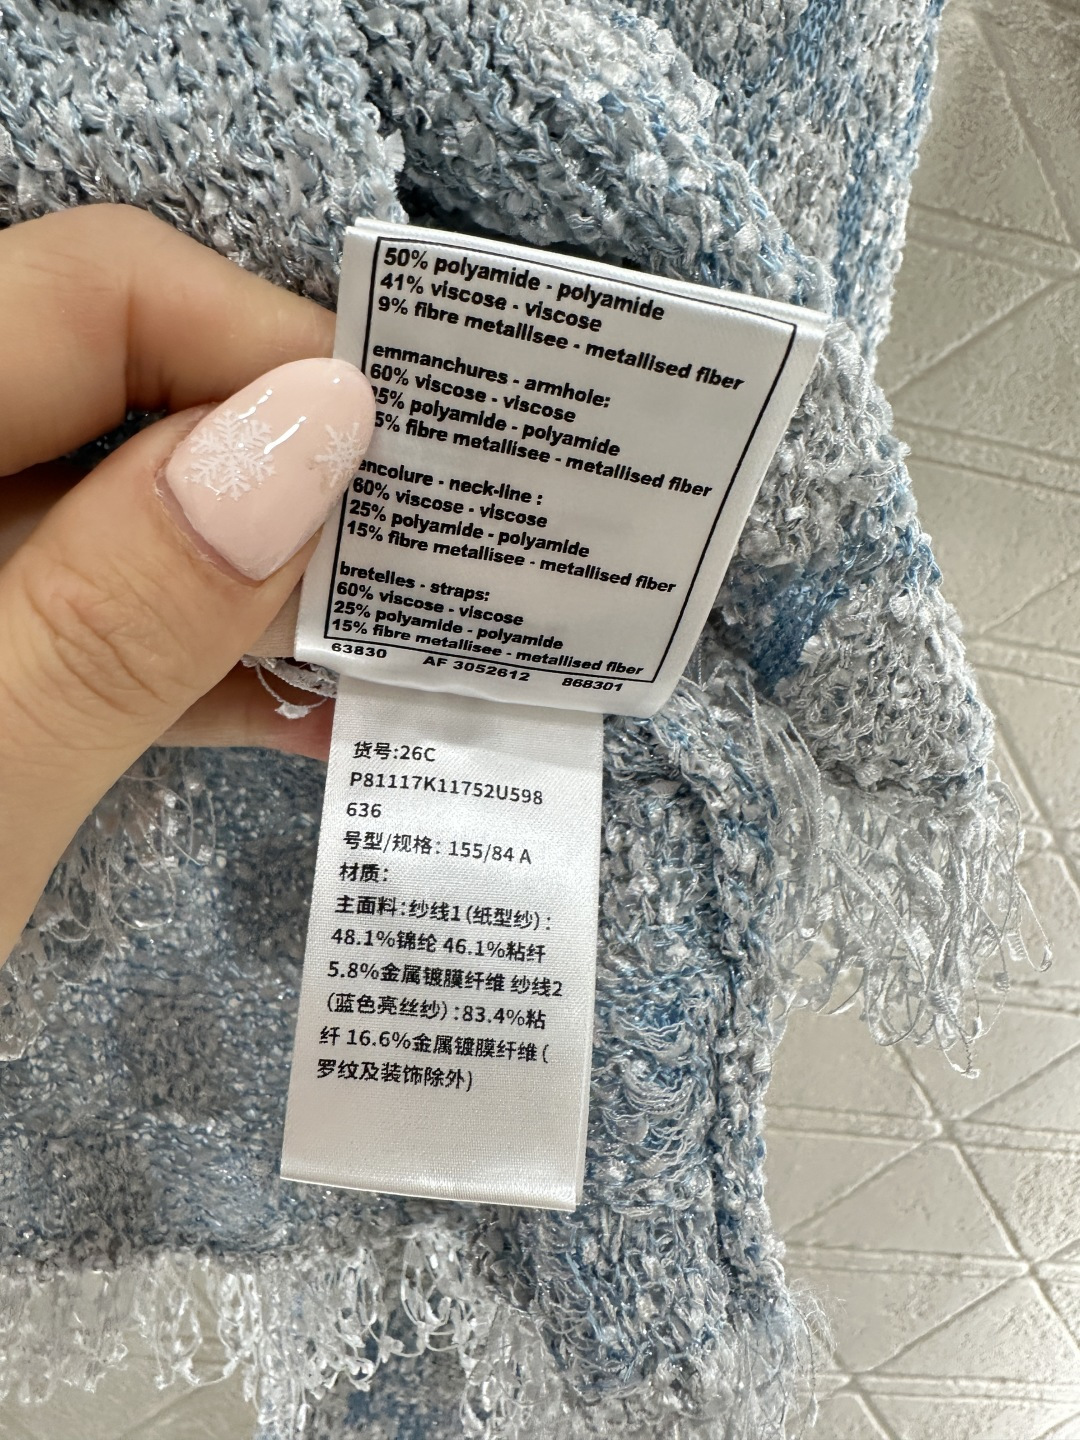 50% polyamide - polyamide
41% viscose - viscose
9% fibre metallisee - metallised fiber
emmanchures - armhole:
60% viscose - viscose
25% polyamide - polyamide
5% fibre metallisee - metallised fiber
encolure - neck-line :
60% viscose - viscose
25% polyamide - polyamide
15% fibre metallisee - metallised fiber
bretelles - straps:
60% viscose - viscose
25% polyamide - polyamide
15% fibre metallisee - metallised fiber
63830 AF 3052612 868301
货号:26C
P81117K11752U598
636
号型/规格: 155/84 A
材质:
主面料:纱线1(纸型纱):
48.1%锦纶 46.1%粘纤
5.8%金属镀膜纤维 纱线2
(蓝色亮丝纱):83.4%粘
纤 16.6%金属镀膜纤维(
罗纹及装饰除外)